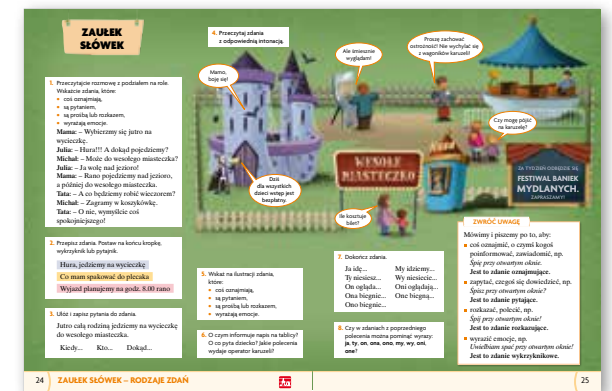 ZAUŁEK
SŁÓWEK
1. Przeczytajcie rozmowę z podziałem na role.
Wskażcie zdania, które:
• coś oznajmiają,
• są pytaniem,
• są prośbą lub rozkazem,
• wyrażają emocje.
Mama: – Wybierzmy się jutro na
wycieczkę.
Julia: – Hura!!! A dokąd pojedziemy?
Michał: – Może do wesołego miasteczka?
Julia: – Ja wolę nad jezioro!
Mama: – Rano pojedziemy nad jezioro,
a później do wesołego miasteczka.
Tata: – A co będziemy robić wieczorem?
Michał: – Zagramy w koszykówkę.
Tata: – O nie, wymyślcie coś
spokojniejszego!
2. Przepisz zdania. Postaw na końcu kropkę,
wykrzyknik lub pytajnik.
Hura, jedziemy na wycieczkę
Co mam spakować do plecaka
Wyjazd planujemy na godz. 8.00 rano
3. Ułóż i zapisz pytania do zdania.
Jutro całą rodziną jedziemy na wycieczkę
do wesołego miasteczka.
Kiedy... Kto... Dokąd...
4. Przeczytaj zdania
z odpowiednią intonacją.
Mamo,
boję się!
Ale śmiesznie
wyglądam!
Proszę zachować
ostrożność! Nie wychylać się
z wagoników karuzeli!
Czy mogę pójść
na karuzelę?
Dziś
dla wszystkich
dzieci wstęp jest
bezpłatny.
Ile kosztuje
bilet?
WESOŁE
MIASTECZKO
ZA TYDZIEŃ ODBĘDZIE SIĘ
FESTIWAL BANIEK
MYDLANYCH.
ZAPRASZAMY!
5. Wskaż na ilustracji zdania,
które:
• coś oznajmiają,
• są pytaniem,
• są prośbą lub rozkazem,
• wyrażają emocje.
6. O czym informuje napis na tablicy?
O co pyta dziecko? Jakie polecenia
wydaje operator karuzeli?
7. Dokończ zdania.
Ja idę... My idziemy...
Ty niesiesz... Wy niesiecie...
On ogląda... Oni oglądają...
Ona biegnie... One biegną...
Ono biegnie...
8. Czy w zdaniach z poprzedniego
polecenia można pominąć wyrazy:
ja, ty, on, ona, ono, my, wy, oni,
one?
ZWRÓĆ UWAGĘ
Mówimy i piszemy po to, aby:
• coś oznajmić, o czymś kogoś
poinformować, zawiadomić, np.
Śpię przy otwartym oknie.
Jest to zdanie oznajmujące.
• zapytać, czegoś się dowiedzieć, np.
Śpisz przy otwartym oknie?
Jest to zdanie pytające.
• rozkazać, polecić, np.
Śpij przy otwartym oknie!
Jest to zdanie rozkazujące.
• wyrazić emocje, np.
Uwielbiam spać przy otwartym oknie!
Jest to zdanie wykrzyknikowe.
24 ZAUŁEK SŁÓWEK – RODZAJE ZDAŃ
25